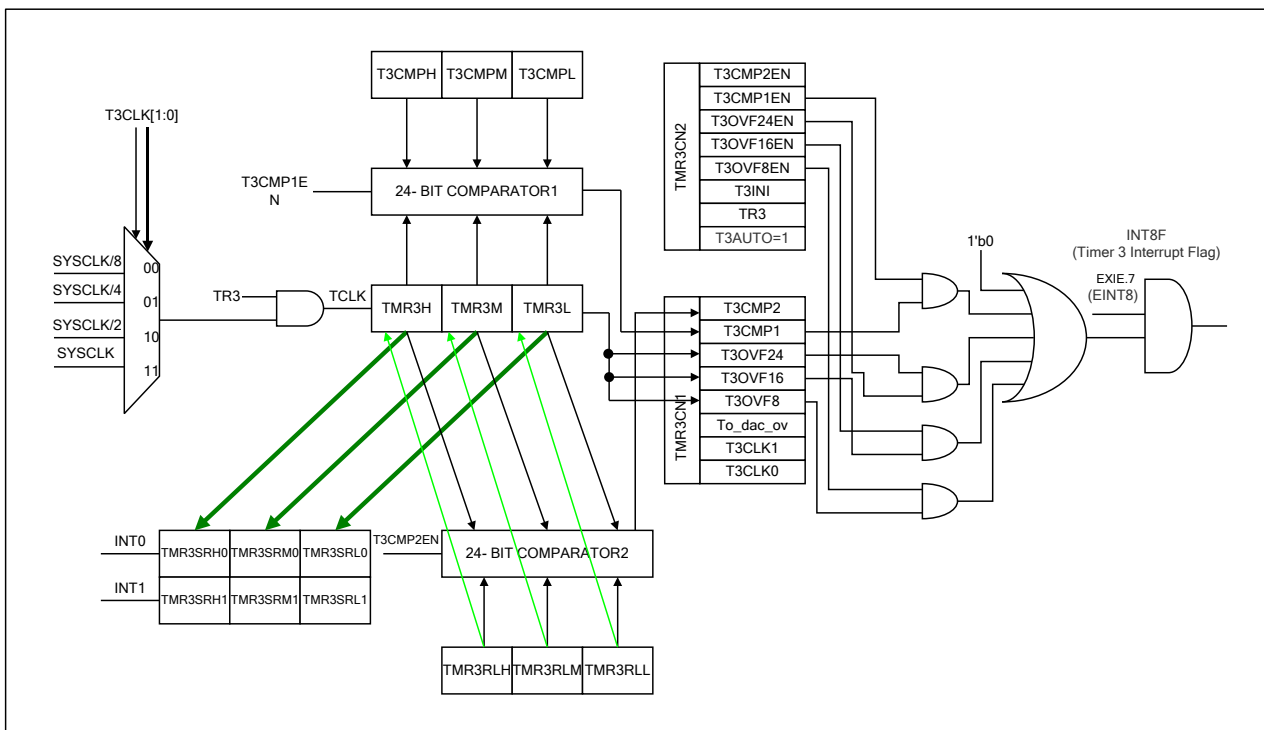 T3CMPH T3CMPM T3CMPL
T3CLK[1:0]
T3CMP1E
N
24- BIT COMPARATOR1
SYSCLK/8
SYSCLK/4
SYSCLK/2
SYSCLK
00
01
10
11
TR3
TCLK
TMR3H TMR3M TMR3L
TMR3CN2
T3CMP2EN
T3CMP1EN
T3OVF24EN
T3OVF16EN
T3OVF8EN
T3INI
TR3
T3AUTO=1
TMR3CN1
T3CMP2
T3CMP1
T3OVF24
T3OVF16
T3OVF8
To_dac_ov
T3CLK1
T3CLK0
1'b0
INT8F
(Timer 3 Interrupt Flag)
EXIE.7
(EINT8)
INT0
TMR3SRH0 TMR3SRM0 TMR3SRL0
INT1
TMR3SRH1 TMR3SRM1 TMR3SRL1
T3CMP2EN
24- BIT COMPARATOR2
TMR3RLH TMR3RLM TMR3RLL